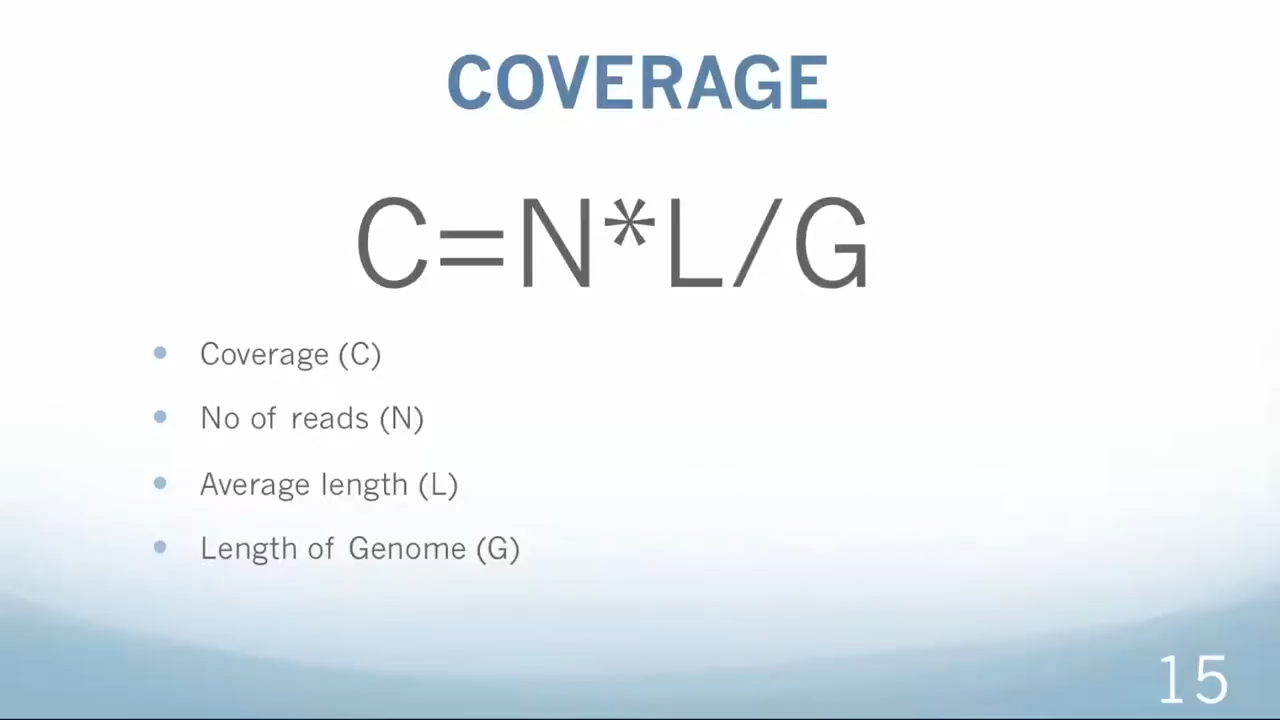 COVERAGE
C=N*L/G
• Coverage (C)
• No of reads (N)
• Average length (L)
• Length of Genome (G)
15